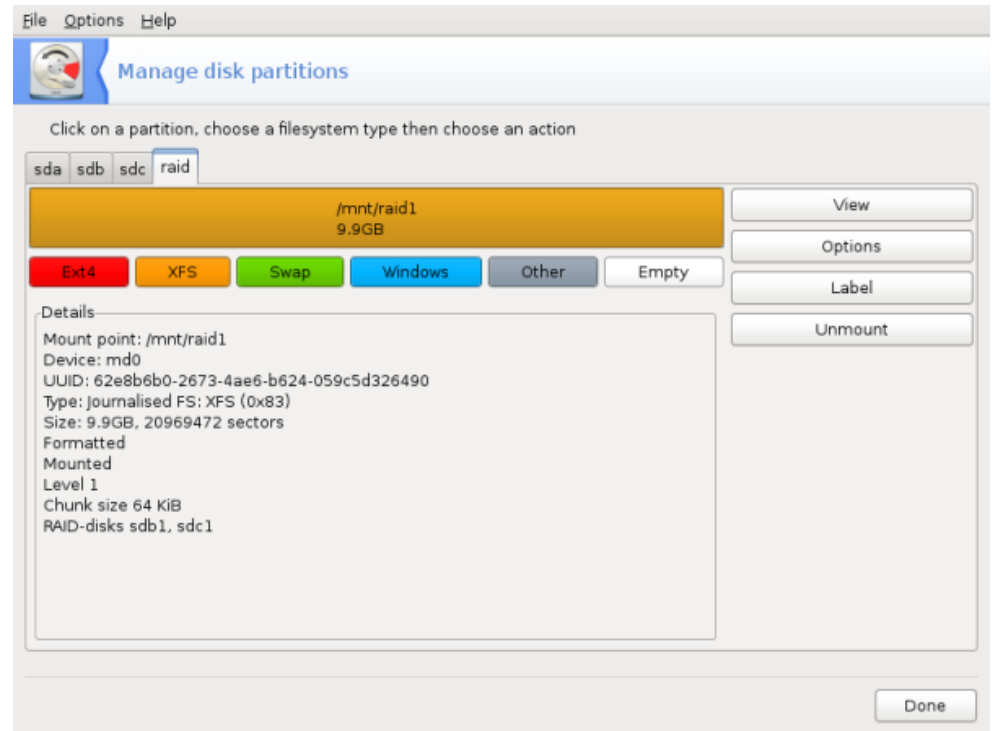 File Options Help
Manage disk partitions
Click on a partition, choose a filesystem type then choose an action
sda sdb sdc raid
/mnt/raid1
9.9GB
View
Options
Ext4 XFS Swap Windows Other Empty
Label
Unmount
Details
Mount point: /mnt/raid1
Device: md0
UUID: 62e8b6b0-2673-4ae6-b624-059c5d326490
Type: Journalised FS: XFS (0x83)
Size: 9.9GB, 20969472 sectors
Formatted
Mounted
Level 1
Chunk size 64 KiB
RAID-disks sdb1, sdc1
Done